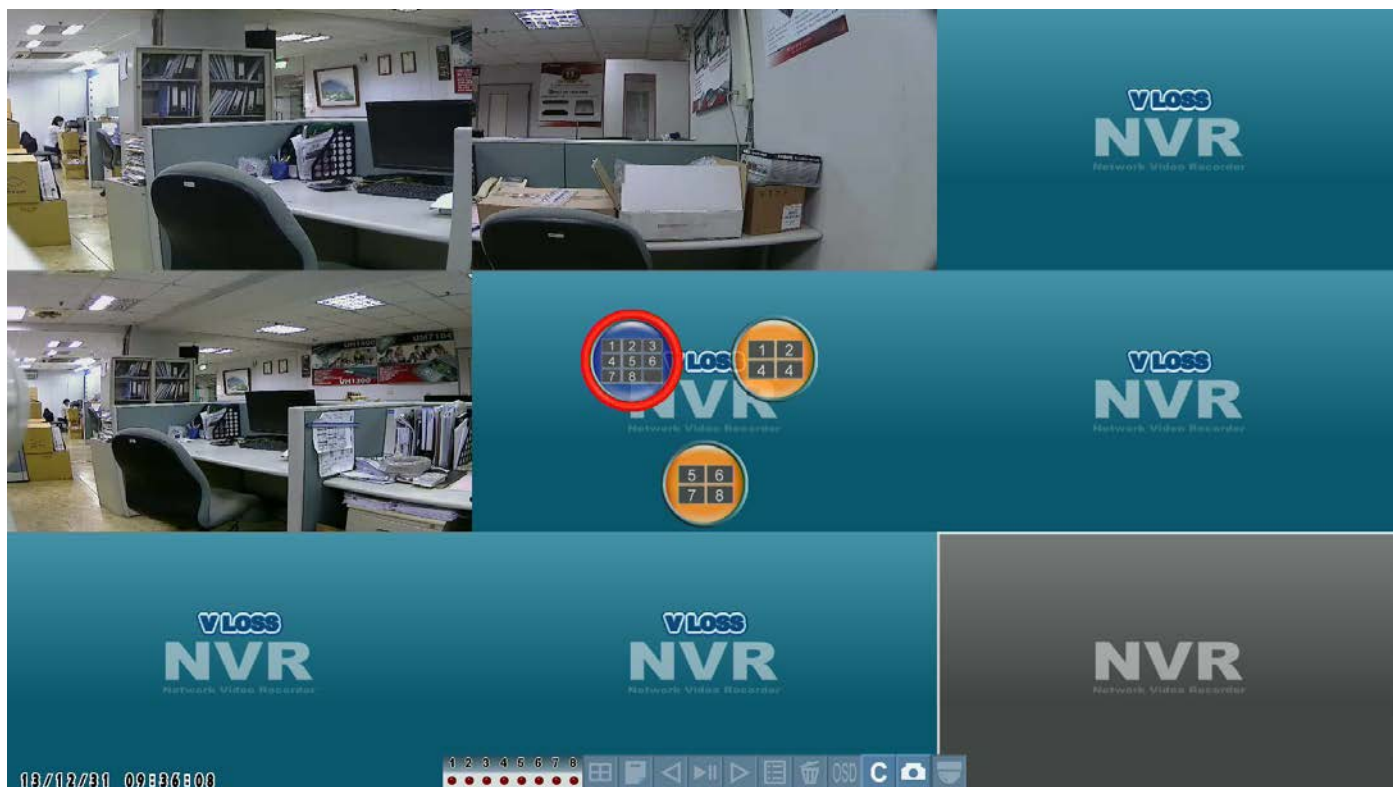 UM7100
UM1300
UM1300
V LOSS
NVR
Network Video Recorder
1 2 3
4 5 6
7 8
V LOSS
NVR
Network Video Recorder
1 2
4 4
5 6
7 8
V LOSS
NVR
Network Video Recorder
V LOSS
NVR
Network Video Recorder
V LOSS
NVR
Network Video Recorder
NVR
Network Video Recorder
13/12/31 09:36:08
1 2 3 4 5 6 7 8
OSD C